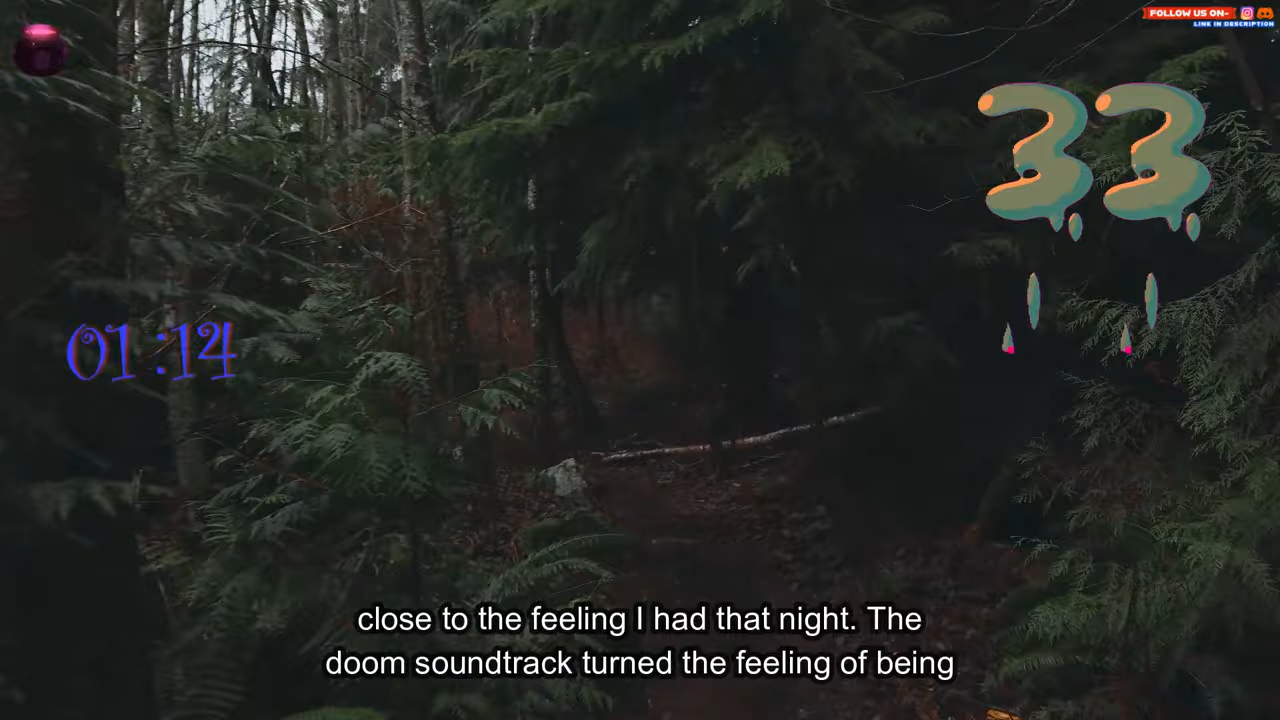 FOLLOW US ON-
LINK IN DESCRIPTION
33
01:14
close to the feeling I had that night. The
doom soundtrack turned the feeling of being